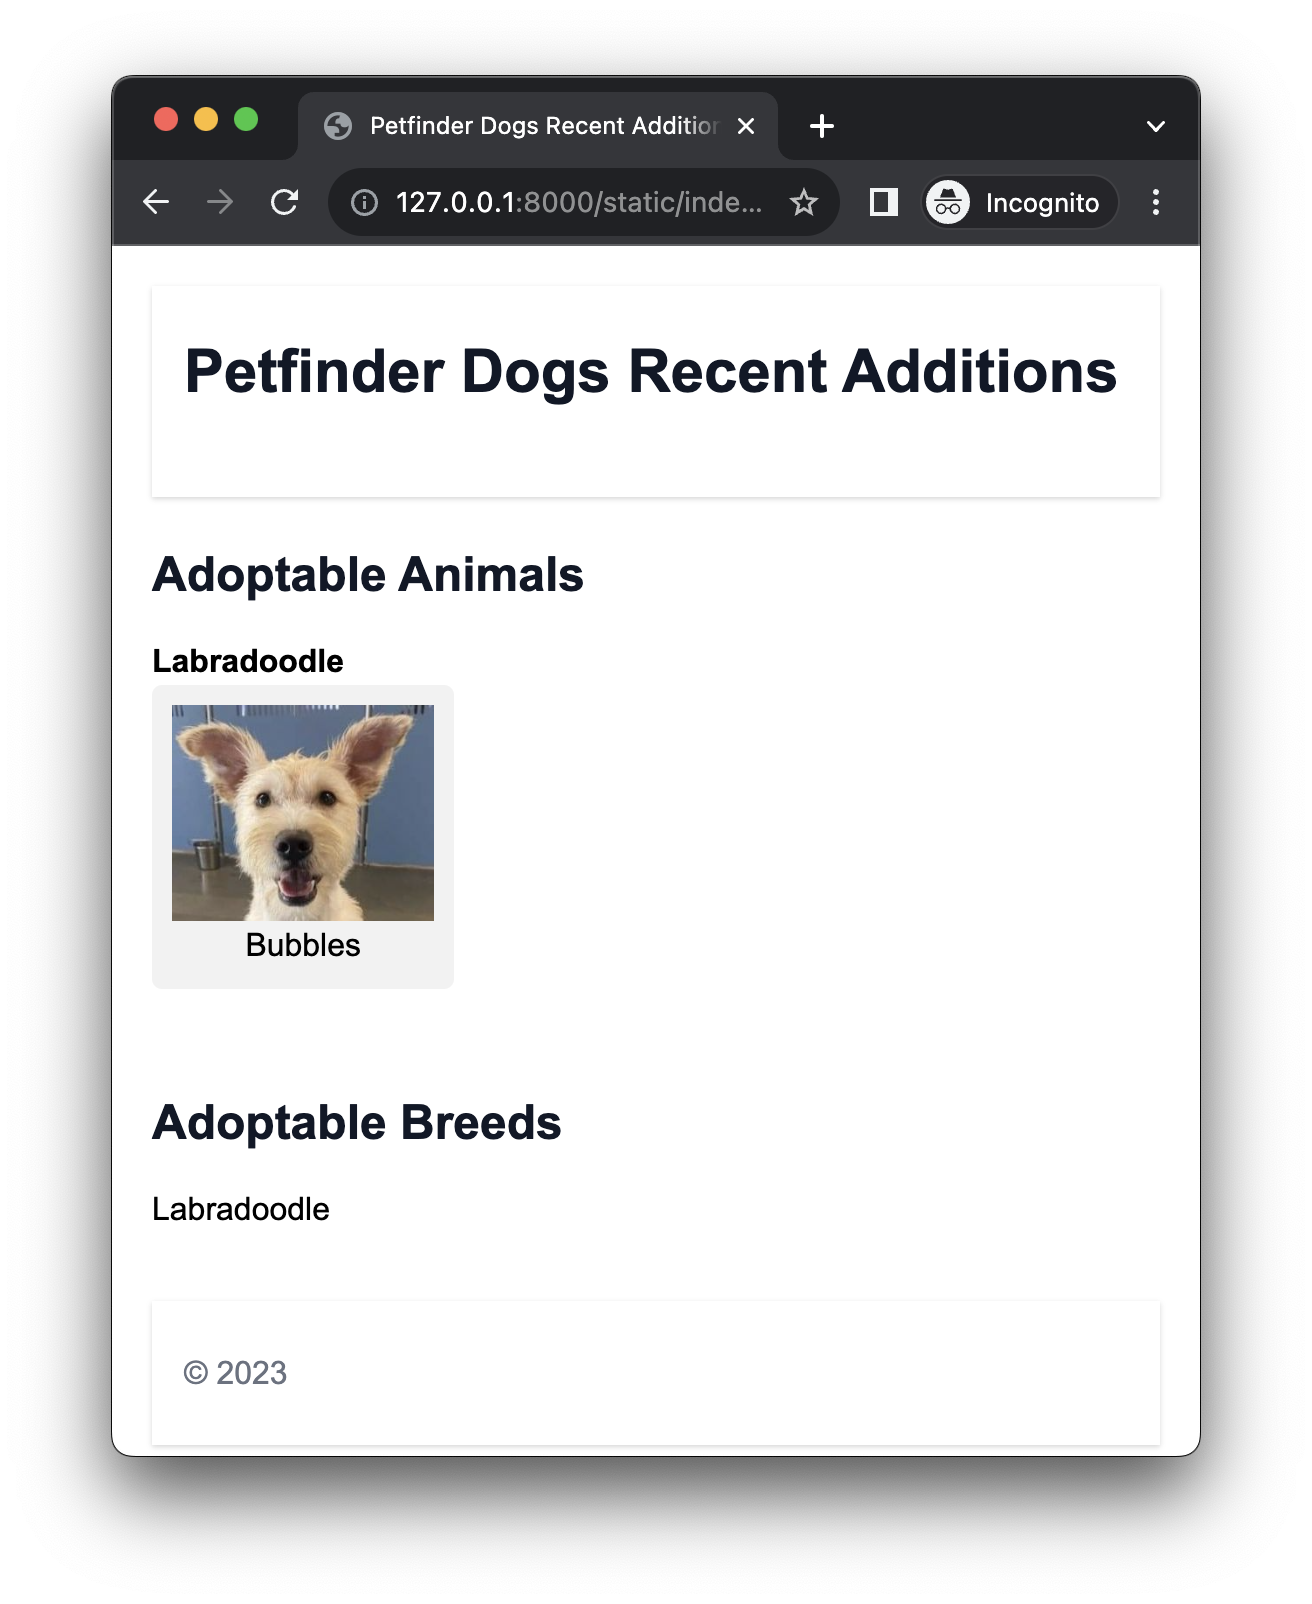 Petfinder Dogs Recent Addition
127.0.0.1:8000/static/inde...
Incognito
Petfinder Dogs Recent Additions
Adoptable Animals
Labradoodle
Bubbles
Adoptable Breeds
Labradoodle
© 2023